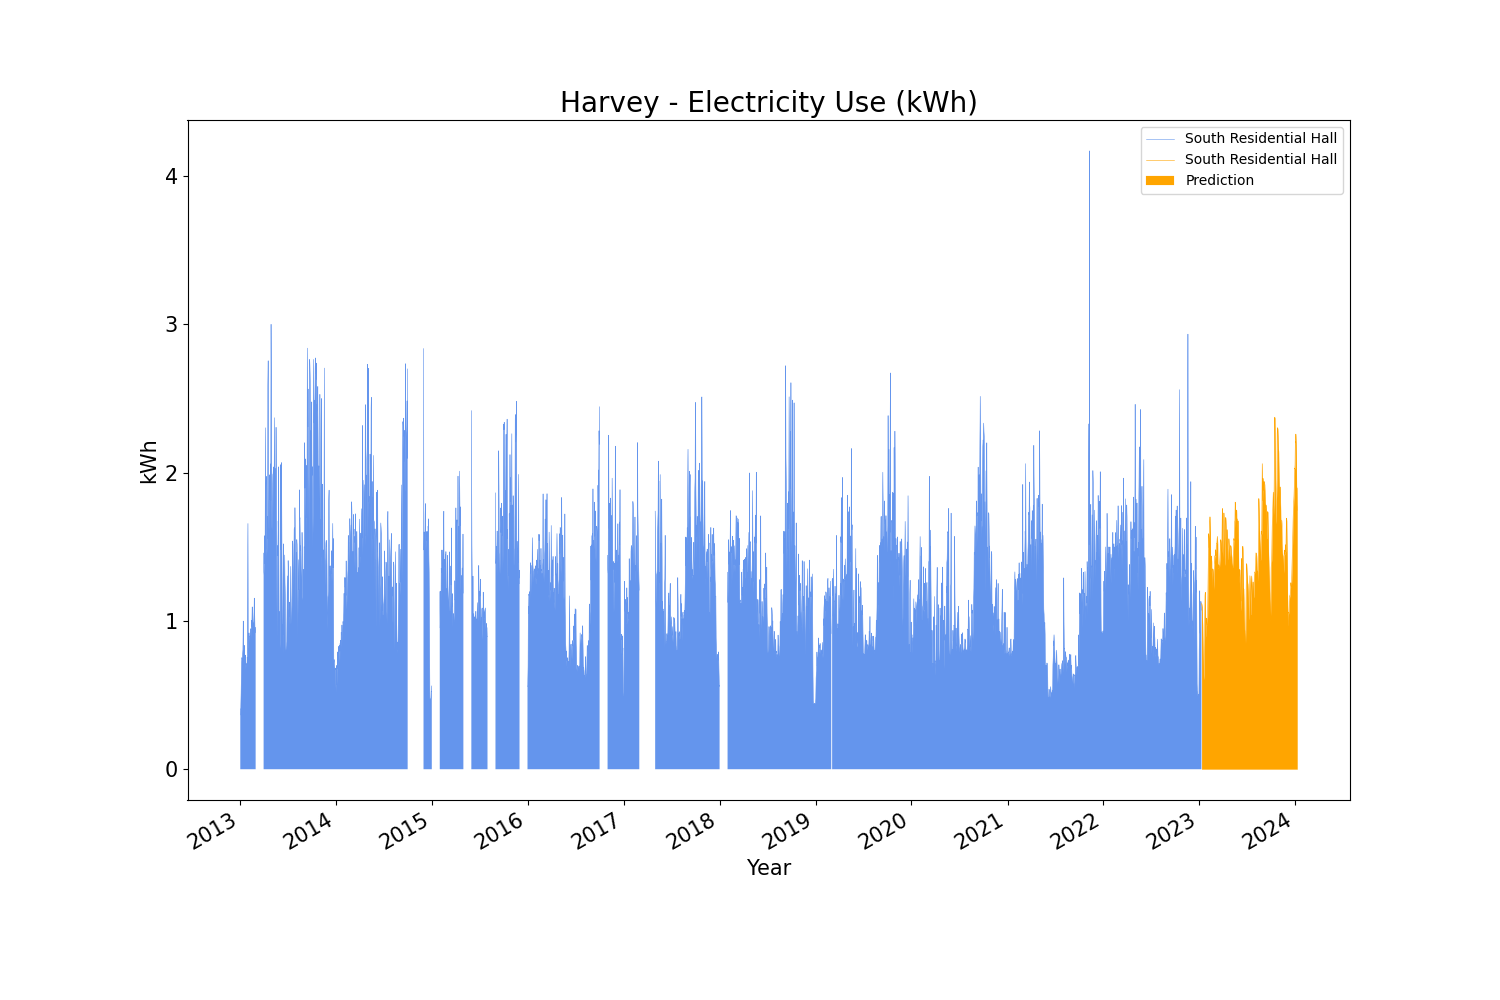 Harvey - Electricity Use (kWh)
South Residential Hall
South Residential Hall
Prediction
4
3
2
1
0
kWh
2013
2014
2015
2016
2017
2018
2019
2020
2021
2022
2023
2024
Year